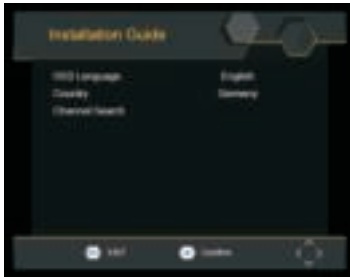 Installation Guide
OSD Language English
Country Germany
Channel Search
EXIT Confirm